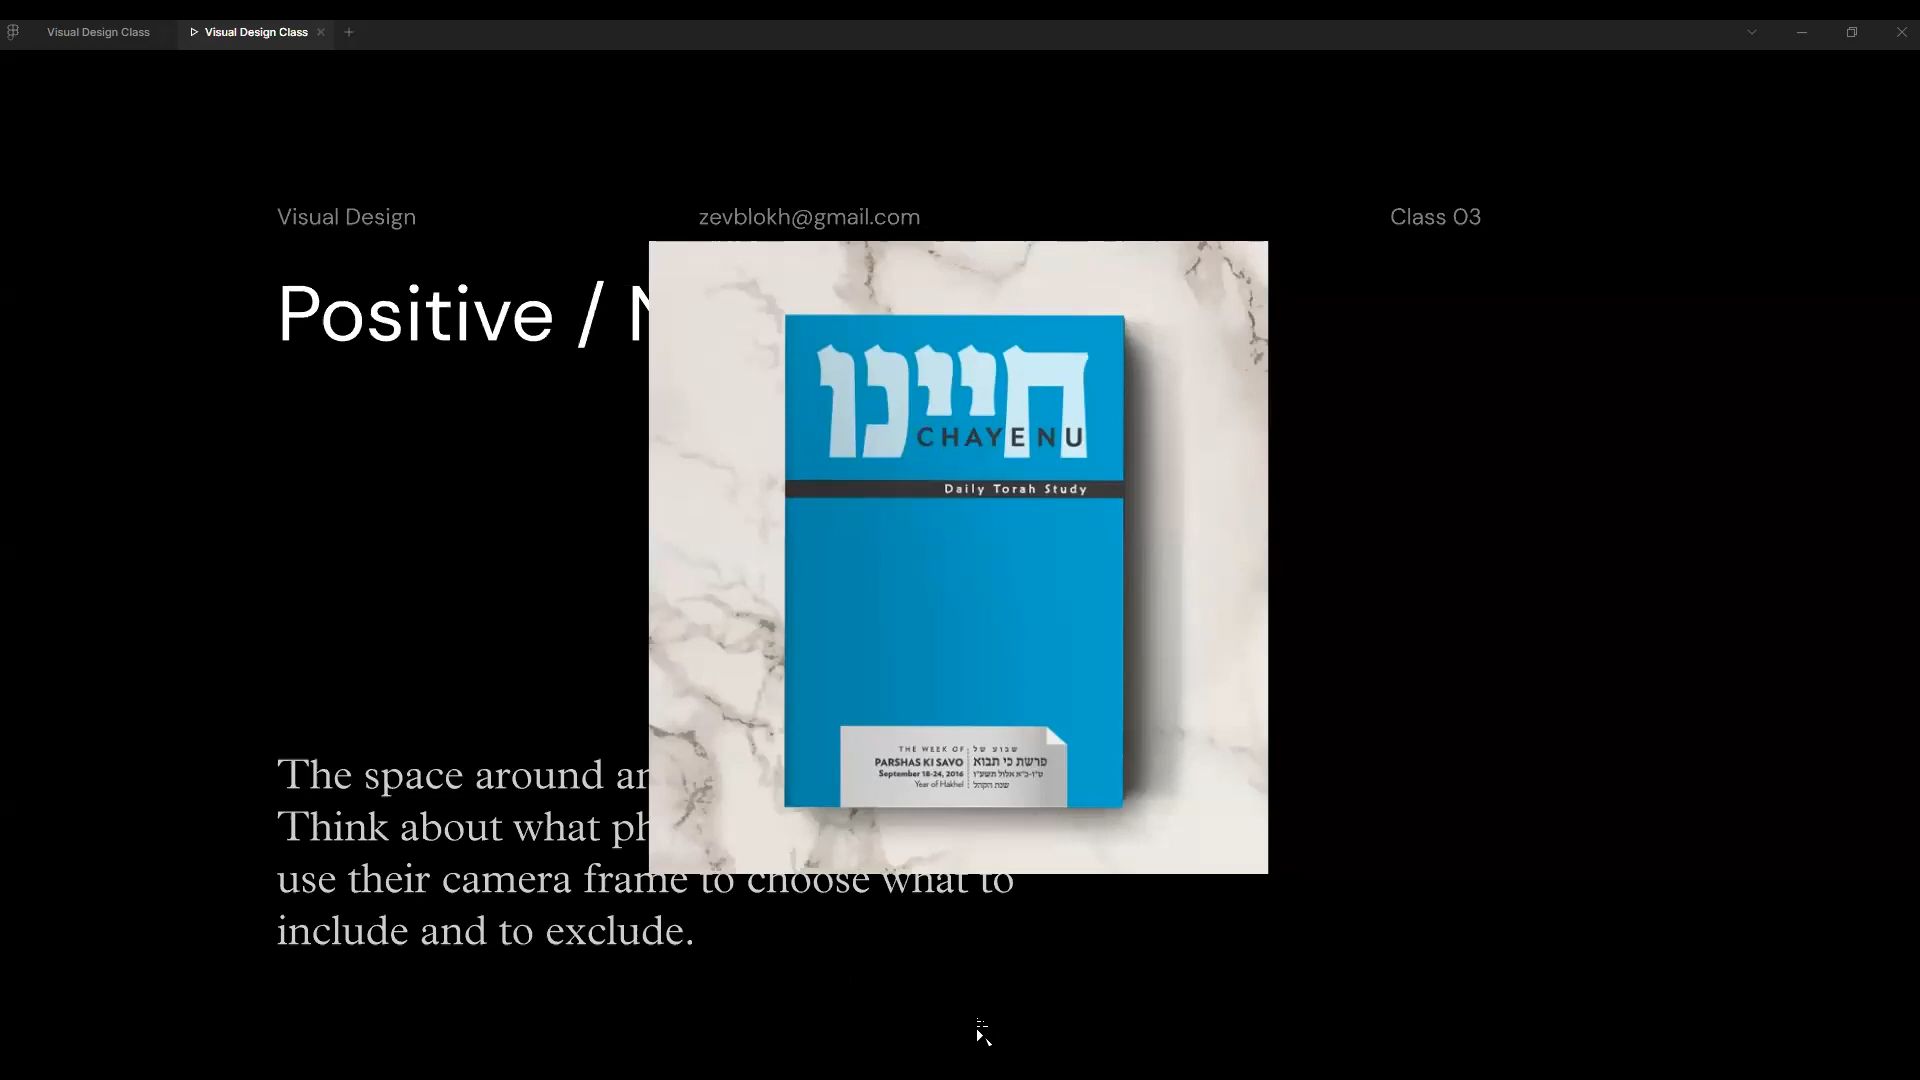 Visual Design Class
Visual Design Class
Visual Design
zevblokh@gmail.com
Class 03
Positive /
חיינו
CHAYENU
Daily Torah Study
THE WEEK OF
PARSHAS KI SAVO
September 18-24, 2016
Year of Hakhel
שבוע של
פרשת כי תבוא
ט״ו-כ״א אלול תשע״ו
שנת הקהל
The space around
Think about what
use their camera frame to choose what to
include and to exclude.